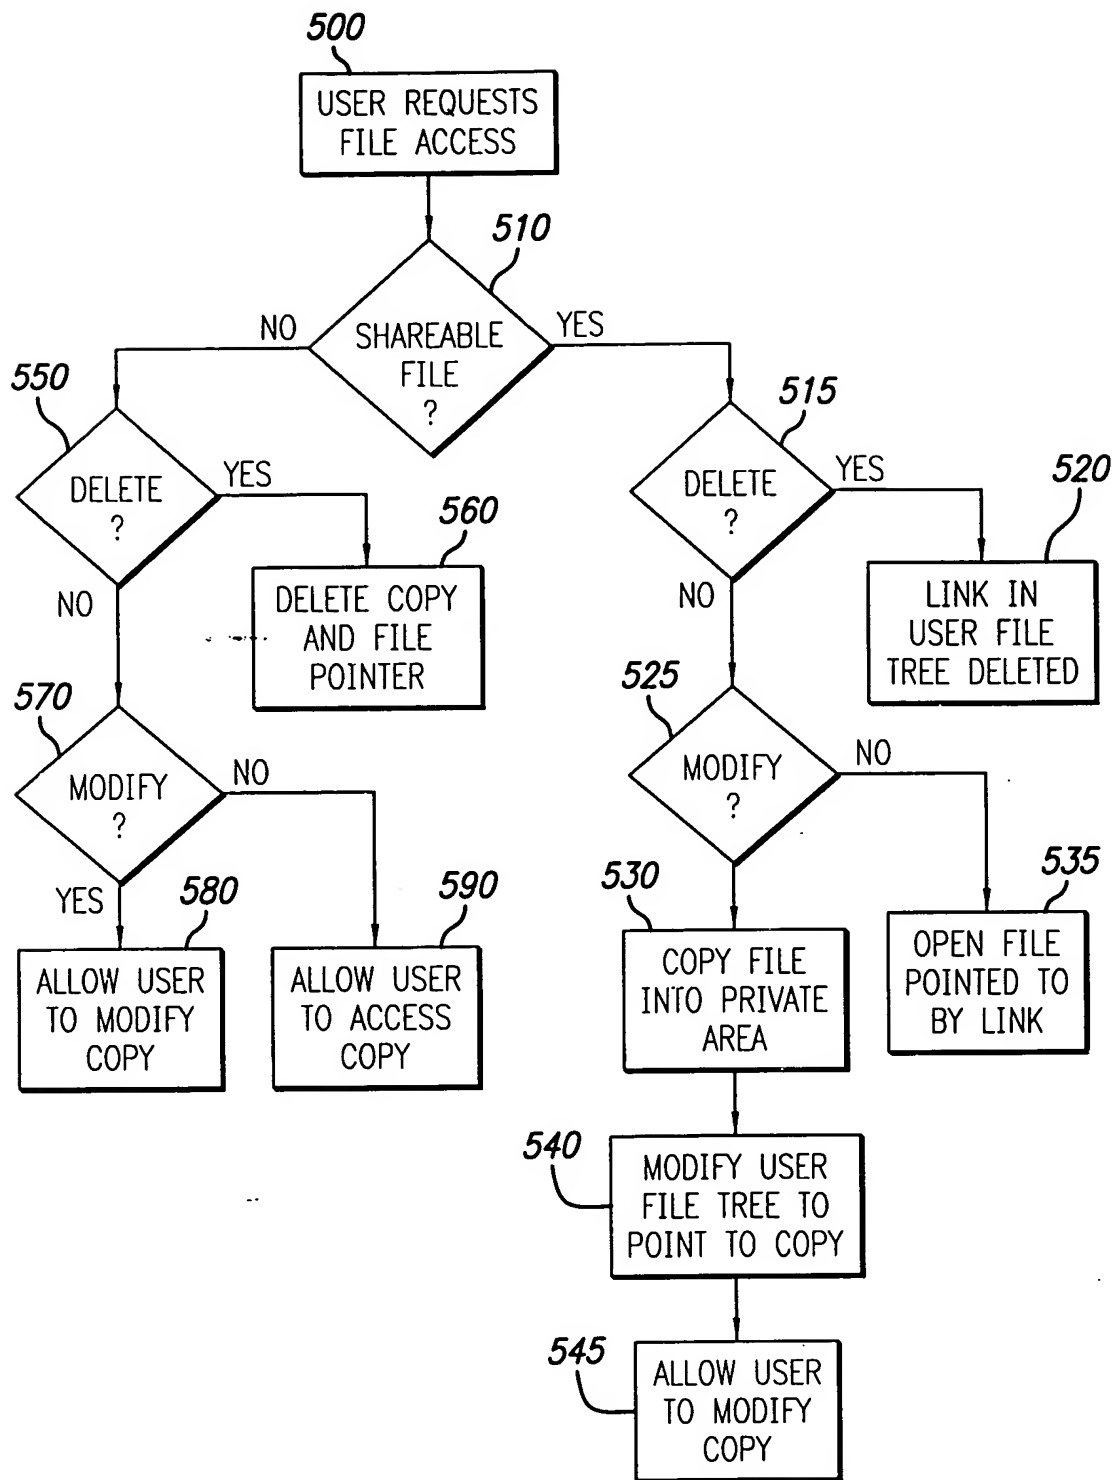 500
USER REQUESTS
FILE ACCESS
510
SHAREABLE
FILE
?
NO
YES
550
DELETE
?
YES
NO
560
DELETE COPY
AND FILE
POINTER
515
DELETE
?
YES
NO
520
LINK IN
USER FILE
TREE DELETED
570
MODIFY
?
NO
YES
580
ALLOW USER
TO MODIFY
COPY
590
ALLOW USER
TO ACCESS
COPY
525
MODIFY
?
NO
530
COPY FILE
INTO PRIVATE
AREA
535
OPEN FILE
POINTED TO
BY LINK
540
MODIFY USER
FILE TREE TO
POINT TO COPY
545
ALLOW USER
TO MODIFY
COPY